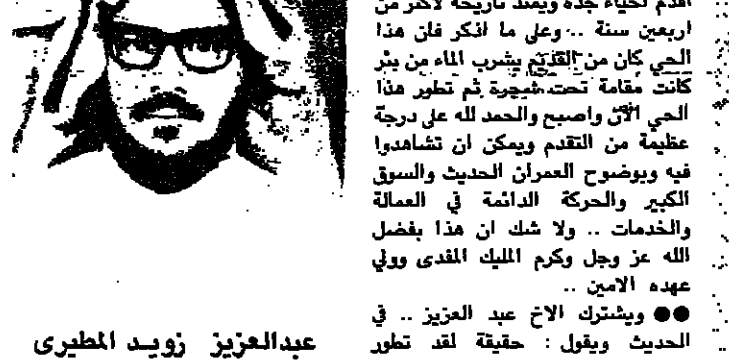 اقدم احياء جدة ويمتد تاريخه لاكثر من
اربعين سنة .. وعلى ما اذكر فان هذا
الحي كان من القديم يشرب الماء من بئر
كانت مقامة تحت شجرة ثم تطور هذا
الحي الآن واصبح والحمد لله على درجة
عظيمة من التقدم ويمكن ان تشاهدوا
فيه وبوضوح العمران الحديث والسوق
الكبير والحركة الدائمة في العمالة
والخدمات .. ولا شك ان هذا بفضل
الله عز وجل وكرم المليك المفدى وولي
عهده الامين ..
●● ويشترك الاخ عبد العزيز .. في
الحديث ويقول : حقيقة لقد تطور
عبدالعزيز زويد المطيرى